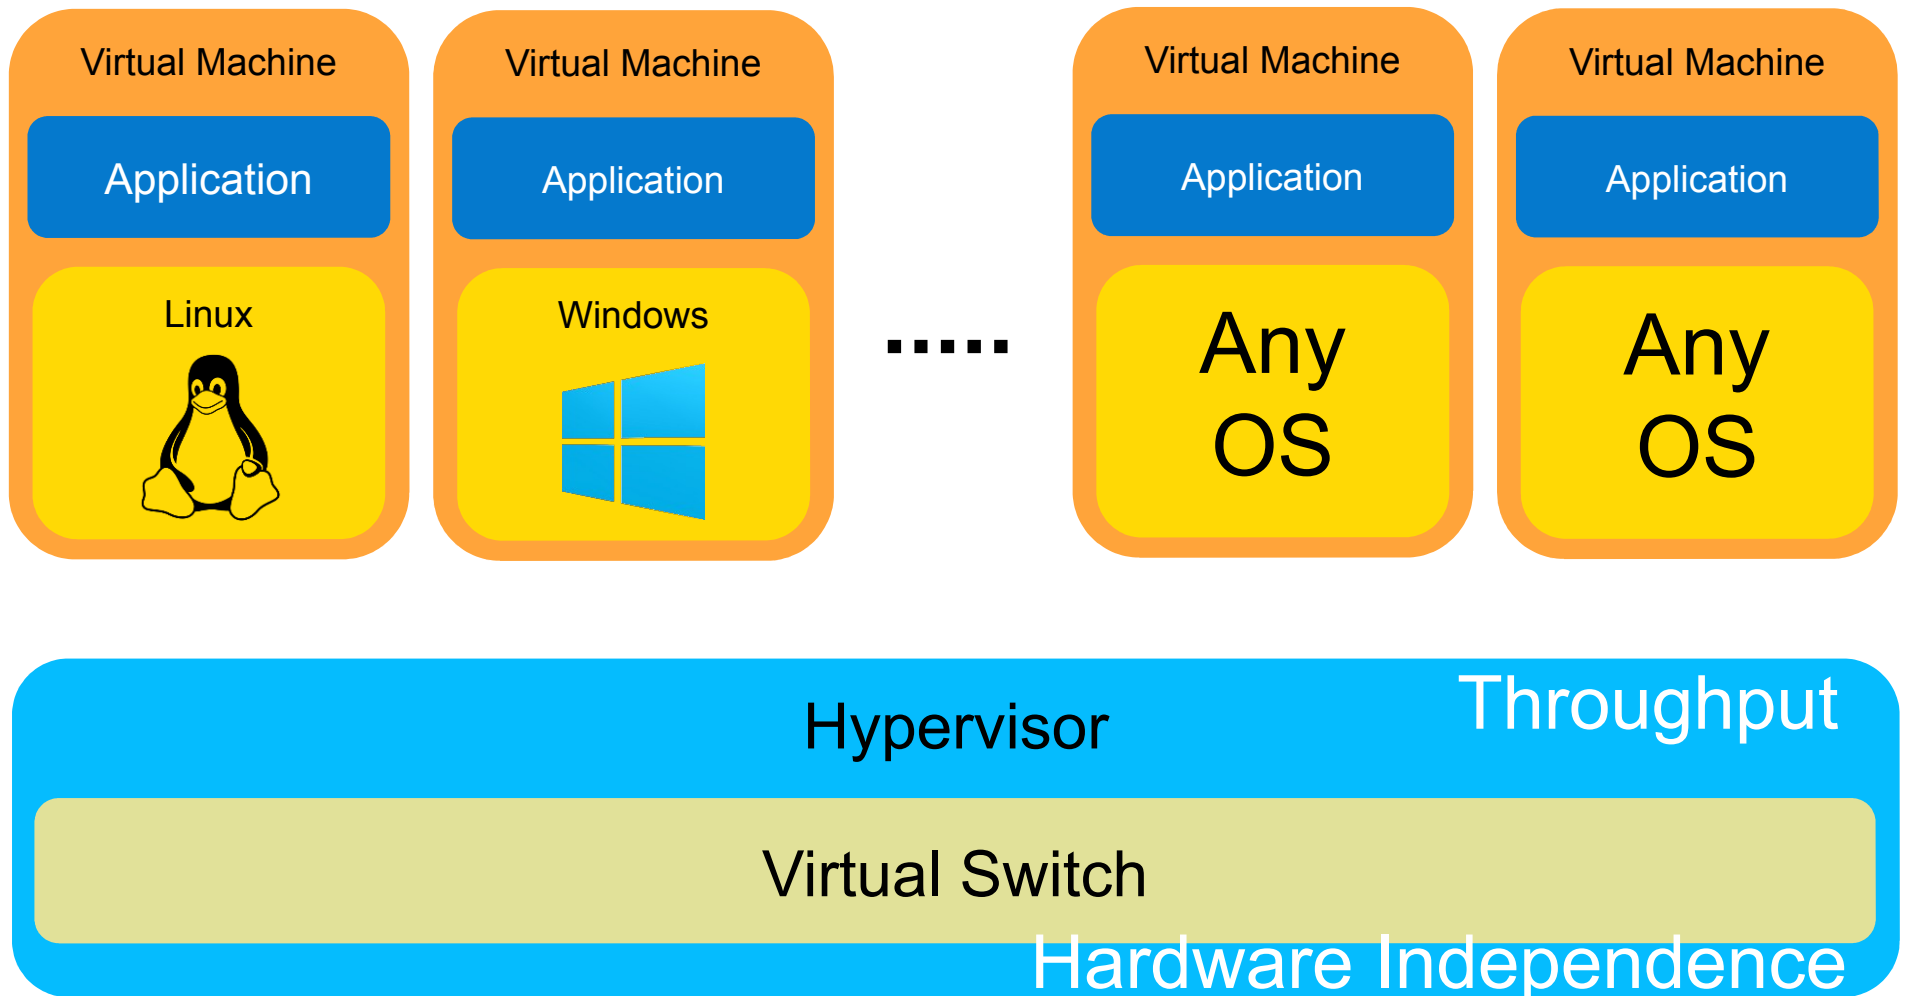 Virtual Machine
Application
Linux
Virtual Machine
Application
Windows
.....
Virtual Machine
Application
Any
OS
Virtual Machine
Application
Any
OS
Throughput
Hypervisor
Virtual Switch
Hardware Independence